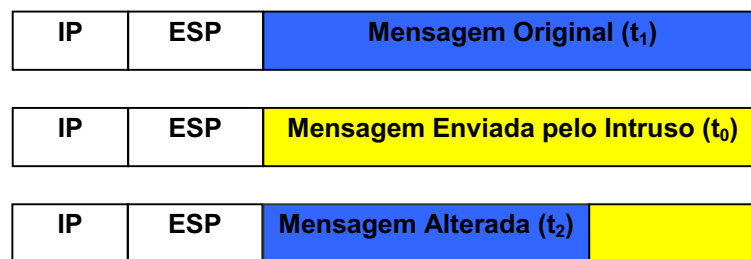 IP ESP Mensagem Original (t₁)
IP ESP Mensagem Enviada pelo Intruso (t₀)
IP ESP Mensagem Alterada (t₂)